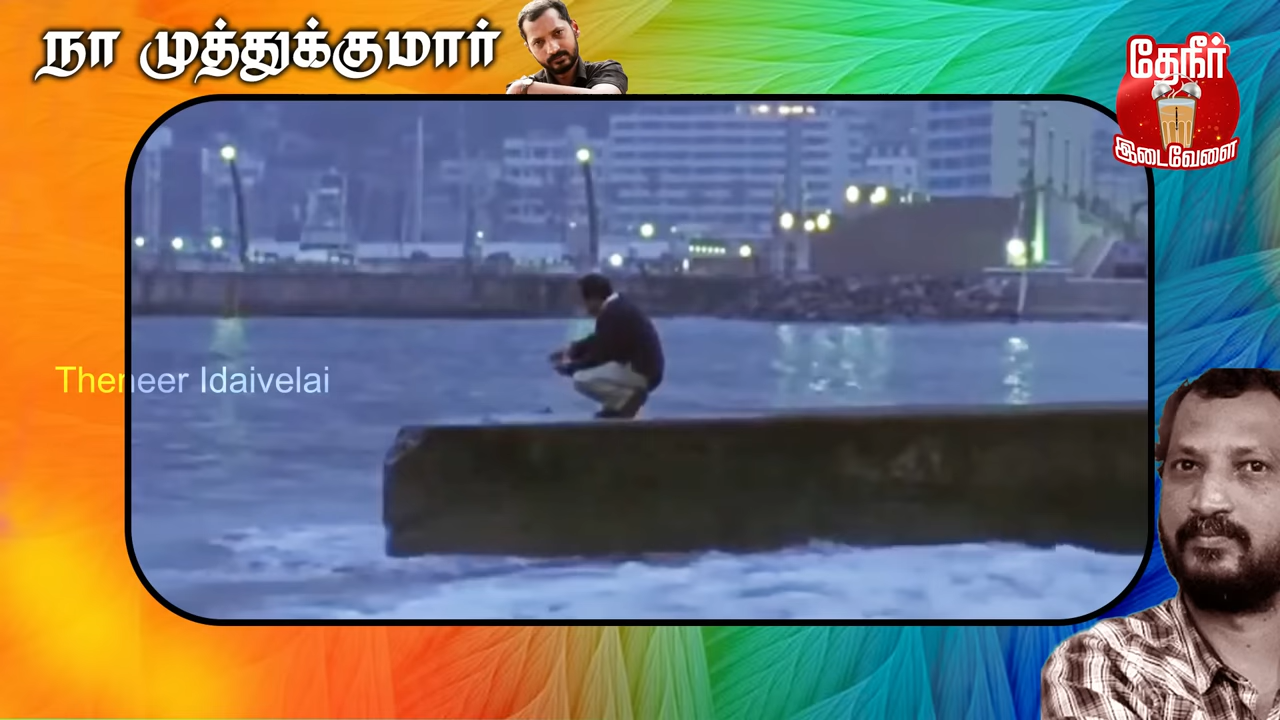 நா முத்துக்குமார்
தேநீர்
இடைவேளை
Theneer Idaivelai